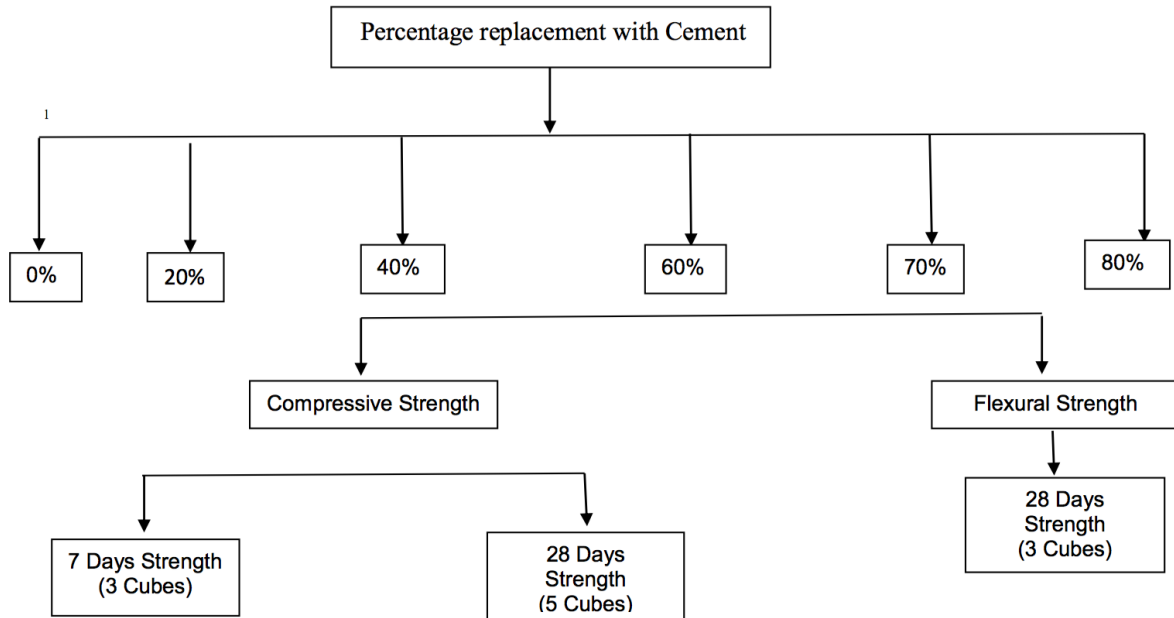 Percentage replacement with Cement
1
0%
20%
40%
60%
70%
80%
Compressive Strength
Flexural Strength
7 Days Strength
(3 Cubes)
28 Days
Strength
(5 Cubes)
28 Days
Strength
(3 Cubes)